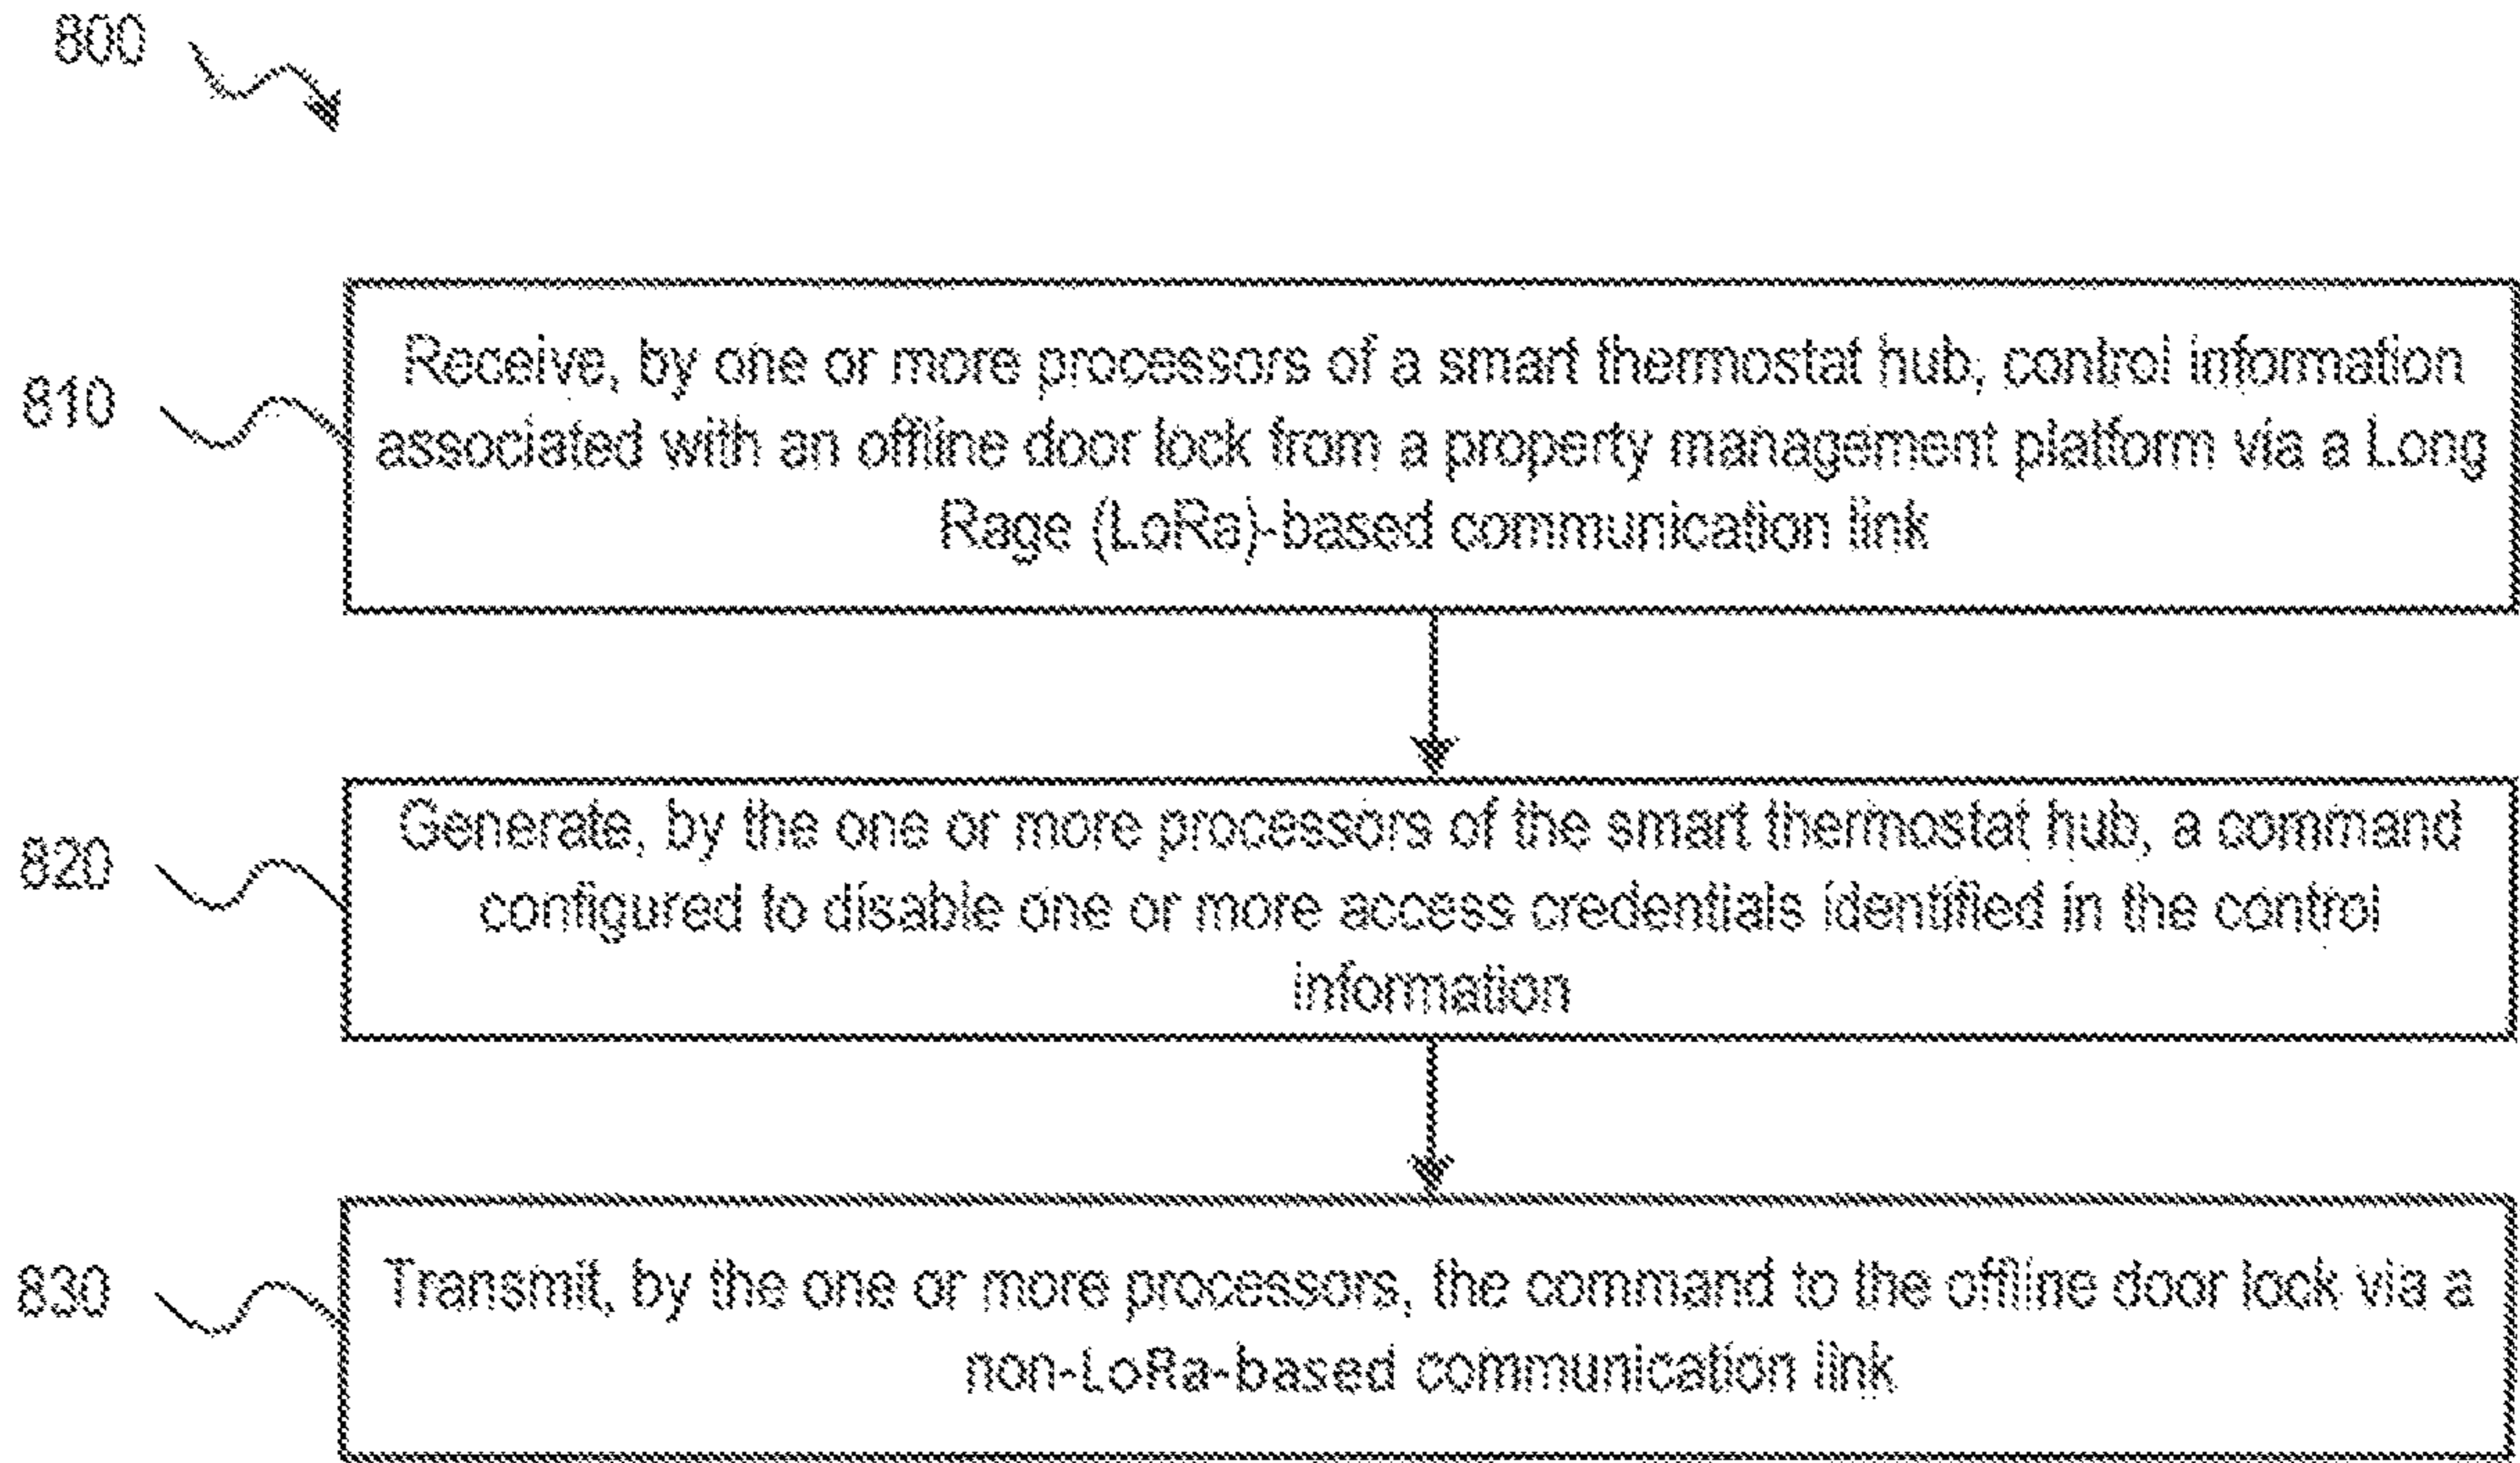 800
810
Receive, by one or more processors of a smart thermostat hub, control information
associated with an offline door lock from a property management platform via a Long
Rage (LoRa)-based communication link
820
Generate, by the one or more processors of the smart thermostat hub, a command
configured to disable one or more access credentials identified in the control
information
830
Transmit, by the one or more processors, the command to the offline door lock via a
non-LoRa-based communication link